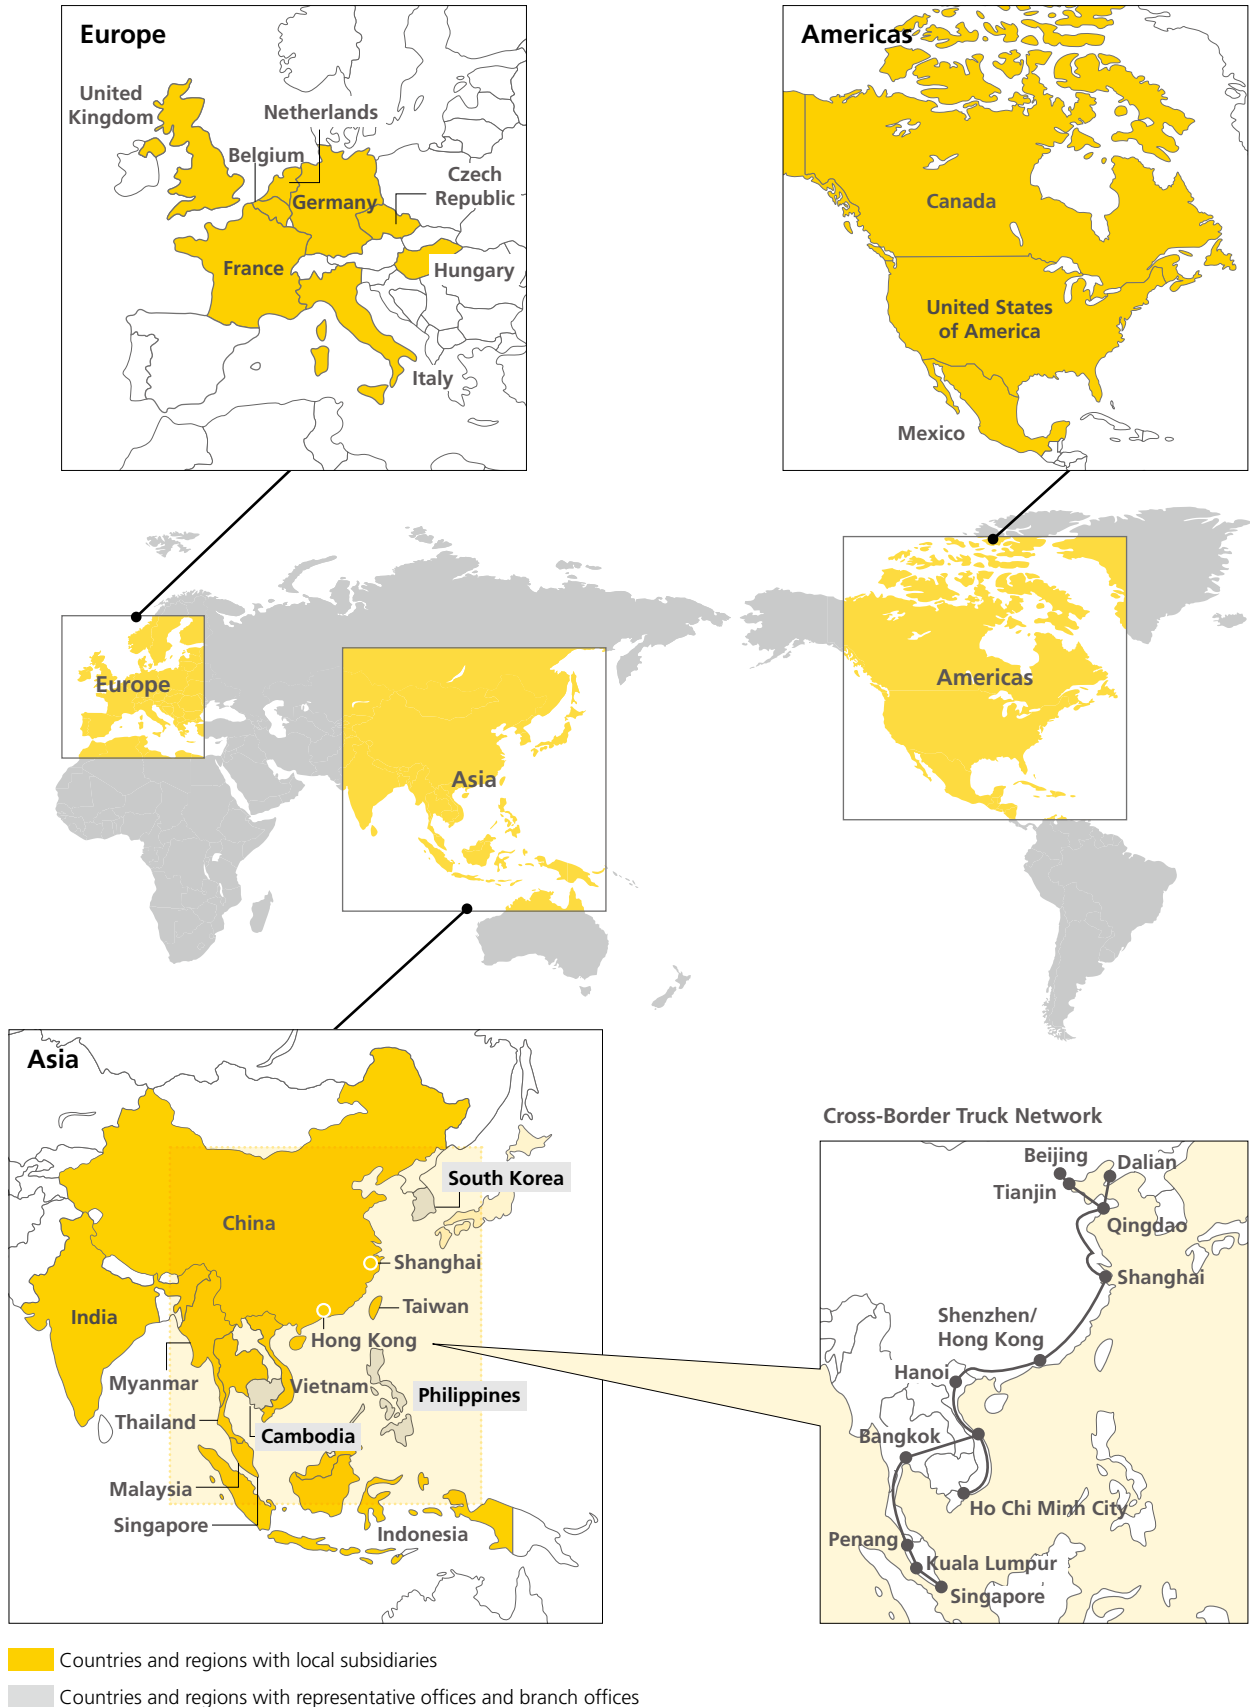 Europe
United
Kingdom
Netherlands
Belgium
Czech
Republic
Germany
France
Hungary
Italy
Americas
Canada
United States
of America
Mexico
Europe
Asia
Americas
Asia
South Korea
China
Shanghai
India
Taiwan
Hong Kong
Myanmar
Vietnam
Philippines
Thailand
Cambodia
Malaysia
Singapore
Indonesia
Cross-Border Truck Network
Beijing
Dalian
Tianjin
Qingdao
Shanghai
Shenzhen/
Hong Kong
Hanoi
Bangkok
Ho Chi Minh City
Penang
Kuala Lumpur
Singapore
Countries and regions with local subsidiaries
Countries and regions with representative offices and branch offices